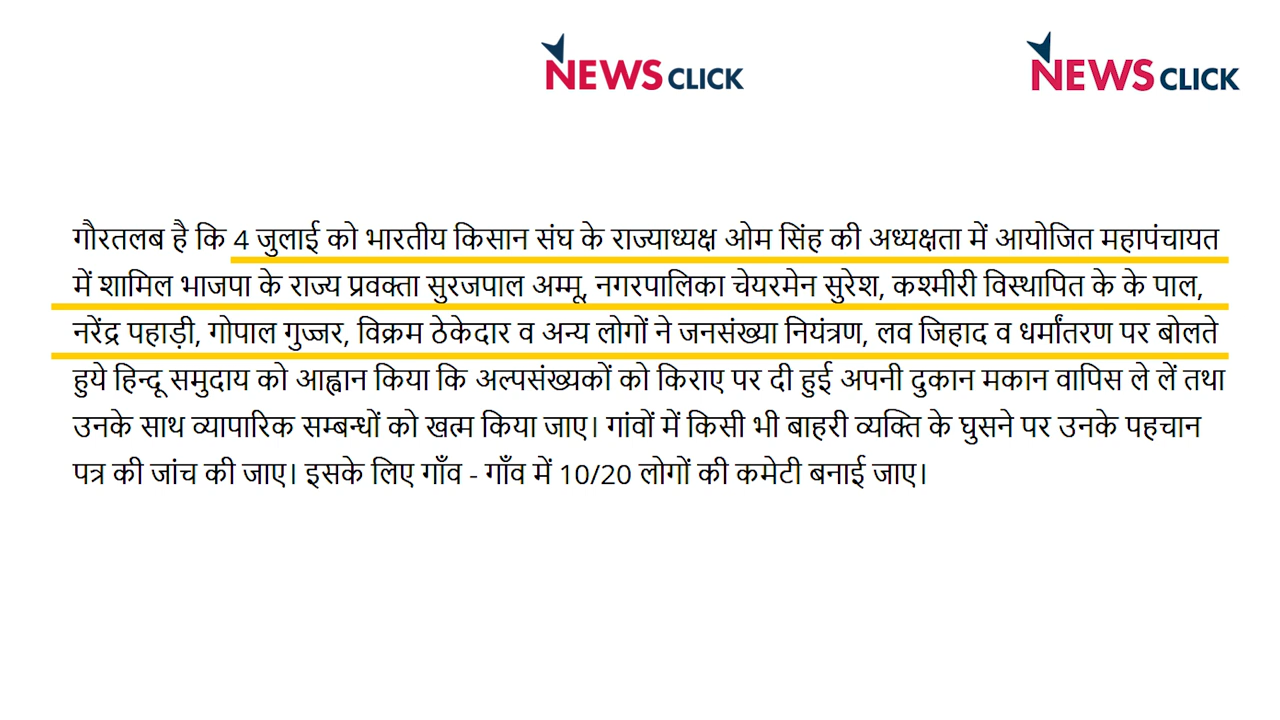 NEWS CLICK
NEWS CLICK
गौरतलब है कि 4 जुलाई को भारतीय किसान संघ के राज्याध्यक्ष ओम सिंह की अध्यक्षता में आयोजित महापंचायत
में शामिल भाजपा के राज्य प्रवक्ता सुरजपाल अम्मू, नगरपालिका चेयरमेन सुरेश, कश्मीरी विस्थापित के के पाल,
नरेंद्र पहाड़ी, गोपाल गुज्जर, विक्रम ठेकेदार व अन्य लोगों ने जनसंख्या नियंत्रण, लव जिहाद व धर्मांतरण पर बोलते
हुये हिन्दू समुदाय को आह्वान किया कि अल्पसंख्यकों को किराए पर दी हुई अपनी दुकान मकान वापिस ले लें तथा
उनके साथ व्यापारिक सम्बन्धों को खत्म किया जाए। गांवों में किसी भी बाहरी व्यक्ति के घुसने पर उनके पहचान
पत्र की जांच की जाए। इसके लिए गाँव - गाँव में 10/20 लोगों की कमेटी बनाई जाए।